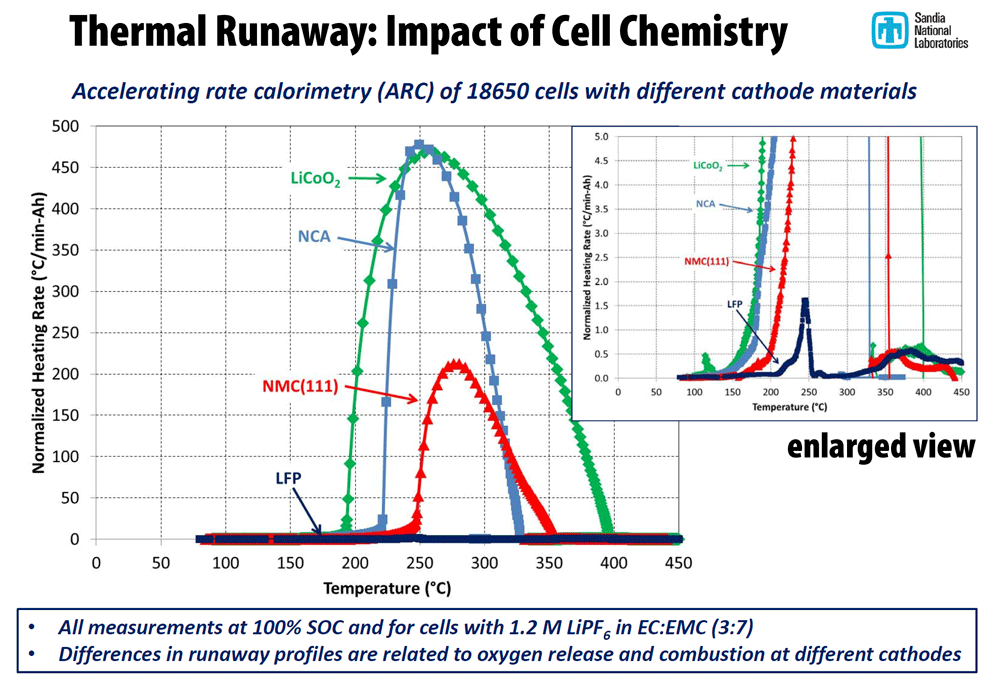 Thermal Runaway: Impact of Cell Chemistry
Sandia
National
Laboratories
Accelerating rate calorimetry (ARC) of 18650 cells with different cathode materials
Normalized Heating Rate (°C/min-Ah)
500
450
400
350
300
250
200
150
100
50
0
LiCoO₂
NCA
NMC(111)
LFP
0
50
100
150
200
250
300
350
400
450
Temperature (°C)
Normalized Heating Rate (°C/min-Ah)
5.0
4.5
4.0
3.5
3.0
2.5
2.0
1.5
1.0
0.5
0.0
LiCoO₂
NCA
NMC(111)
LFP
0
50
100
150
200
250
300
350
400
450
Temperature (°C)
enlarged view
• All measurements at 100% SOC and for cells with 1.2 M LiPF₆ in EC:EMC (3:7)
• Differences in runaway profiles are related to oxygen release and combustion at different cathodes